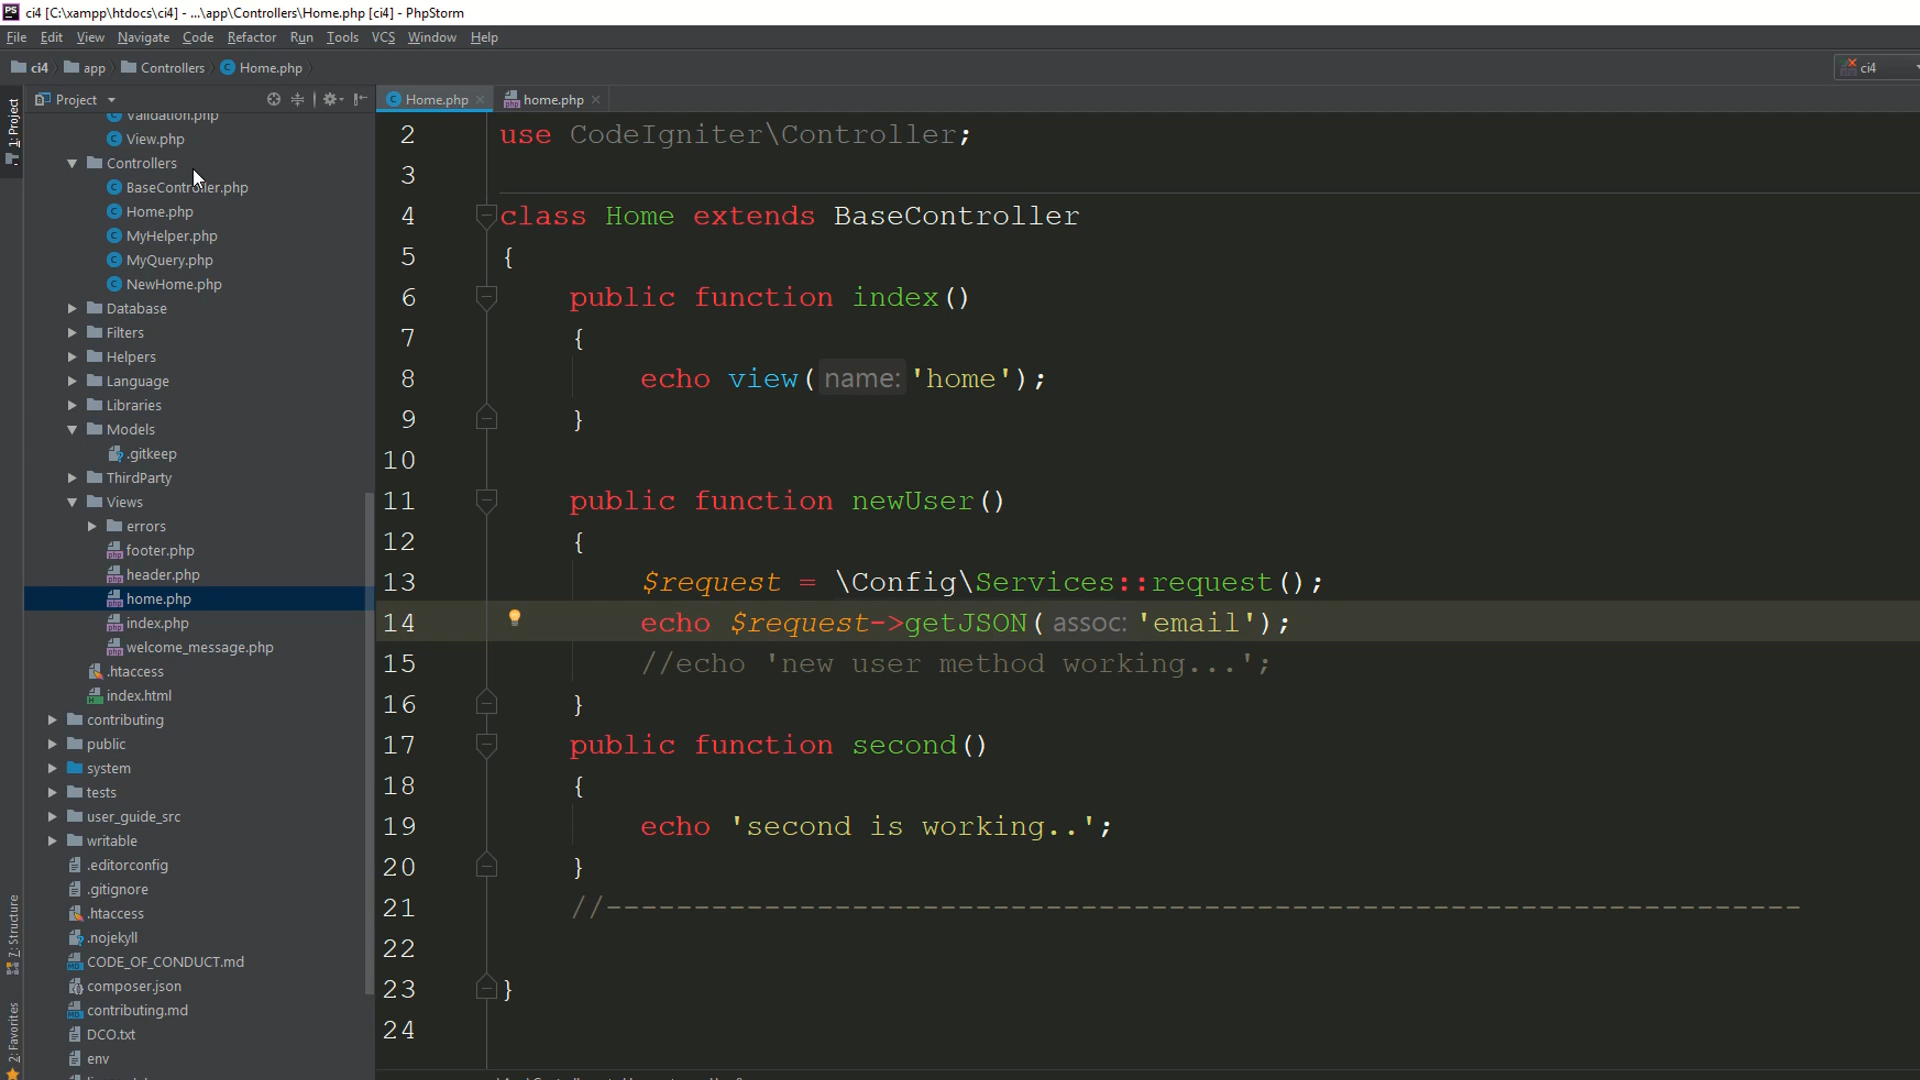 PS ci4 [C:\xampp\htdocs\ci4] - ...\app\Controllers\Home.php [ci4] - PhpStorm
File Edit View Navigate Code Refactor Run Tools VCS Window Help
ci4 app Controllers Home.php ci4
Project Home.php home.php
1: Project
Validation.php
View.php
Controllers
BaseController.php
Home.php
MyHelper.php
MyQuery.php
NewHome.php
Database
Filters
Helpers
Language
Libraries
Models
.gitkeep
ThirdParty
Views
errors
footer.php
header.php
home.php
index.php
welcome_message.php
.htaccess
index.html
contributing
public
system
tests
user_guide_src
writable
.editorconfig
.gitignore
.htaccess
.nojekyll
CODE_OF_CONDUCT.md
composer.json
contributing.md
DCO.txt
env
7: Structure
2: Favorites
2 use CodeIgniter\Controller;
3
4 class Home extends BaseController
5 {
6 public function index()
7 {
8 echo view( name: 'home');
9 }
10
11 public function newUser()
12 {
13 $request = \Config\Services::request();
14 echo $request->getJSON( assoc: 'email');
15 //echo 'new user method working...';
16 }
17 public function second()
18 {
19 echo 'second is working..';
20 }
21 //--------------------------------------------------------------------
22
23 }
24